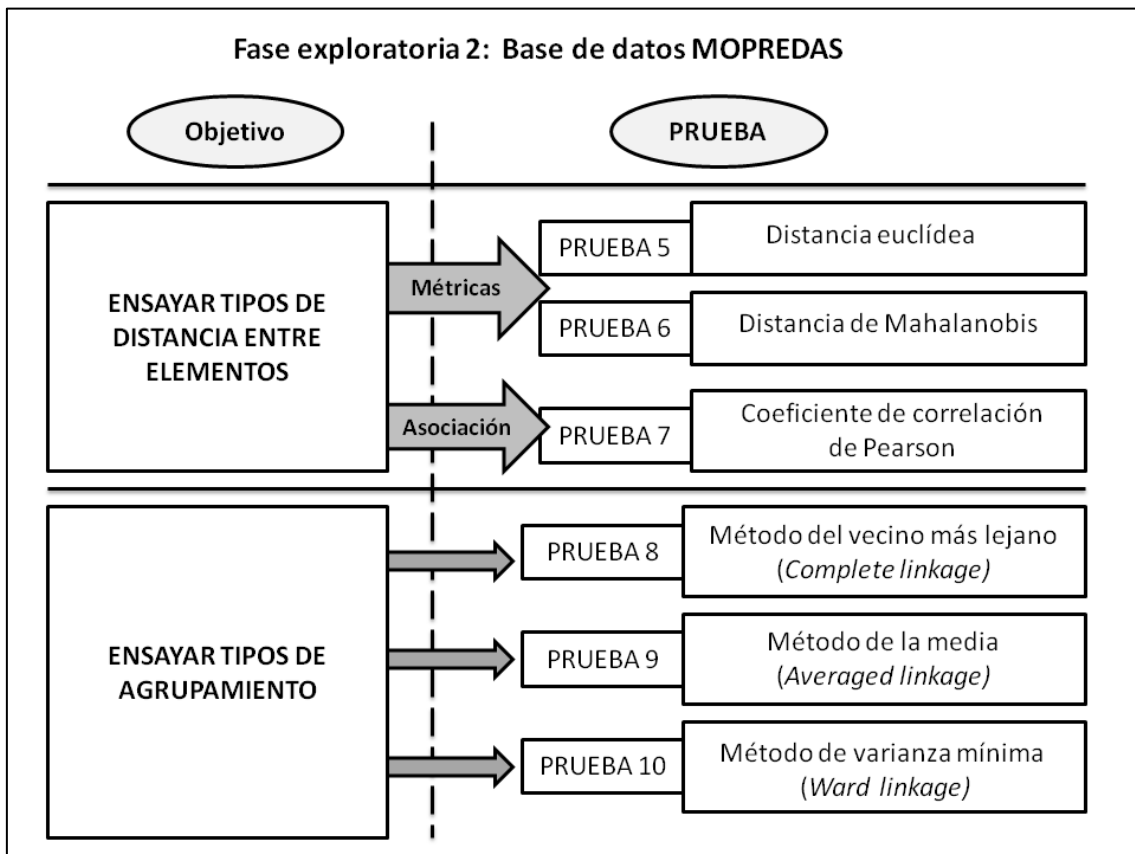 Fase exploratoria 2: Base de datos MOPREDAS
Objetivo
PRUEBA
ENSAYAR TIPOS DE
DISTANCIA ENTRE
ELEMENTOS
Métricas
PRUEBA 5
Distancia euclídea
PRUEBA 6
Distancia de Mahalanobis
Asociación
PRUEBA 7
Coeficiente de correlación
de Pearson
ENSAYAR TIPOS DE
AGRUPAMIENTO
PRUEBA 8
Método del vecino más lejano
(Complete linkage)
PRUEBA 9
Método de la media
(Averaged linkage)
PRUEBA 10
Método de varianza mínima
(Ward linkage)